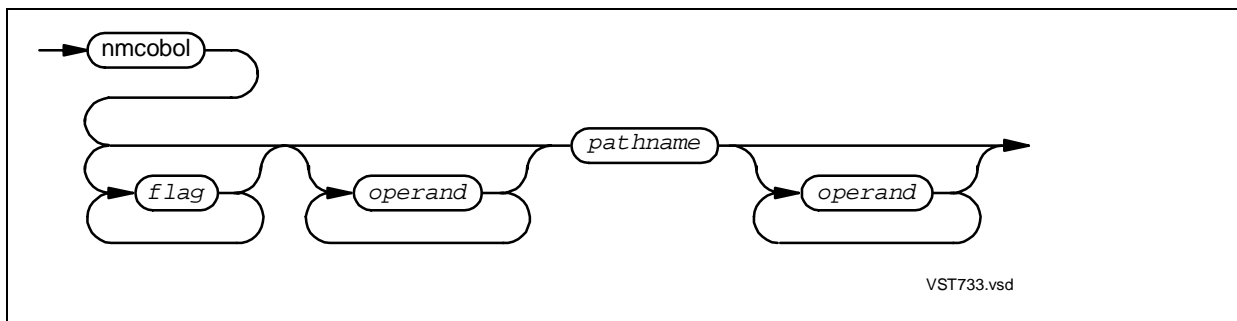 nmcobol
pathname
flag
operand
operand
VST733.vsd